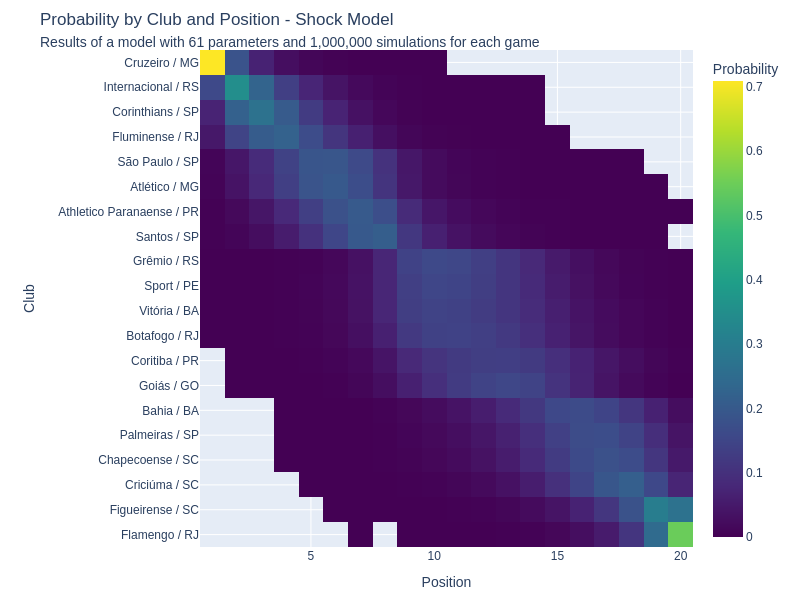 Probability by Club and Position - Shock Model
Results of a model with 61 parameters and 1,000,000 simulations for each game
Probability
Club
Cruzeiro / MG
Internacional / RS
Corinthians / SP
Fluminense / RJ
São Paulo / SP
Atlético / MG
Athletico Paranaense / PR
Santos / SP
Grêmio / RS
Sport / PE
Vitória / BA
Botafogo / RJ
Coritiba / PR
Goiás / GO
Bahia / BA
Palmeiras / SP
Chapecoense / SC
Criciúma / SC
Figueirense / SC
Flamengo / RJ
0.7
0.6
0.5
0.4
0.3
0.2
0.1
0
5
10
15
20
Position